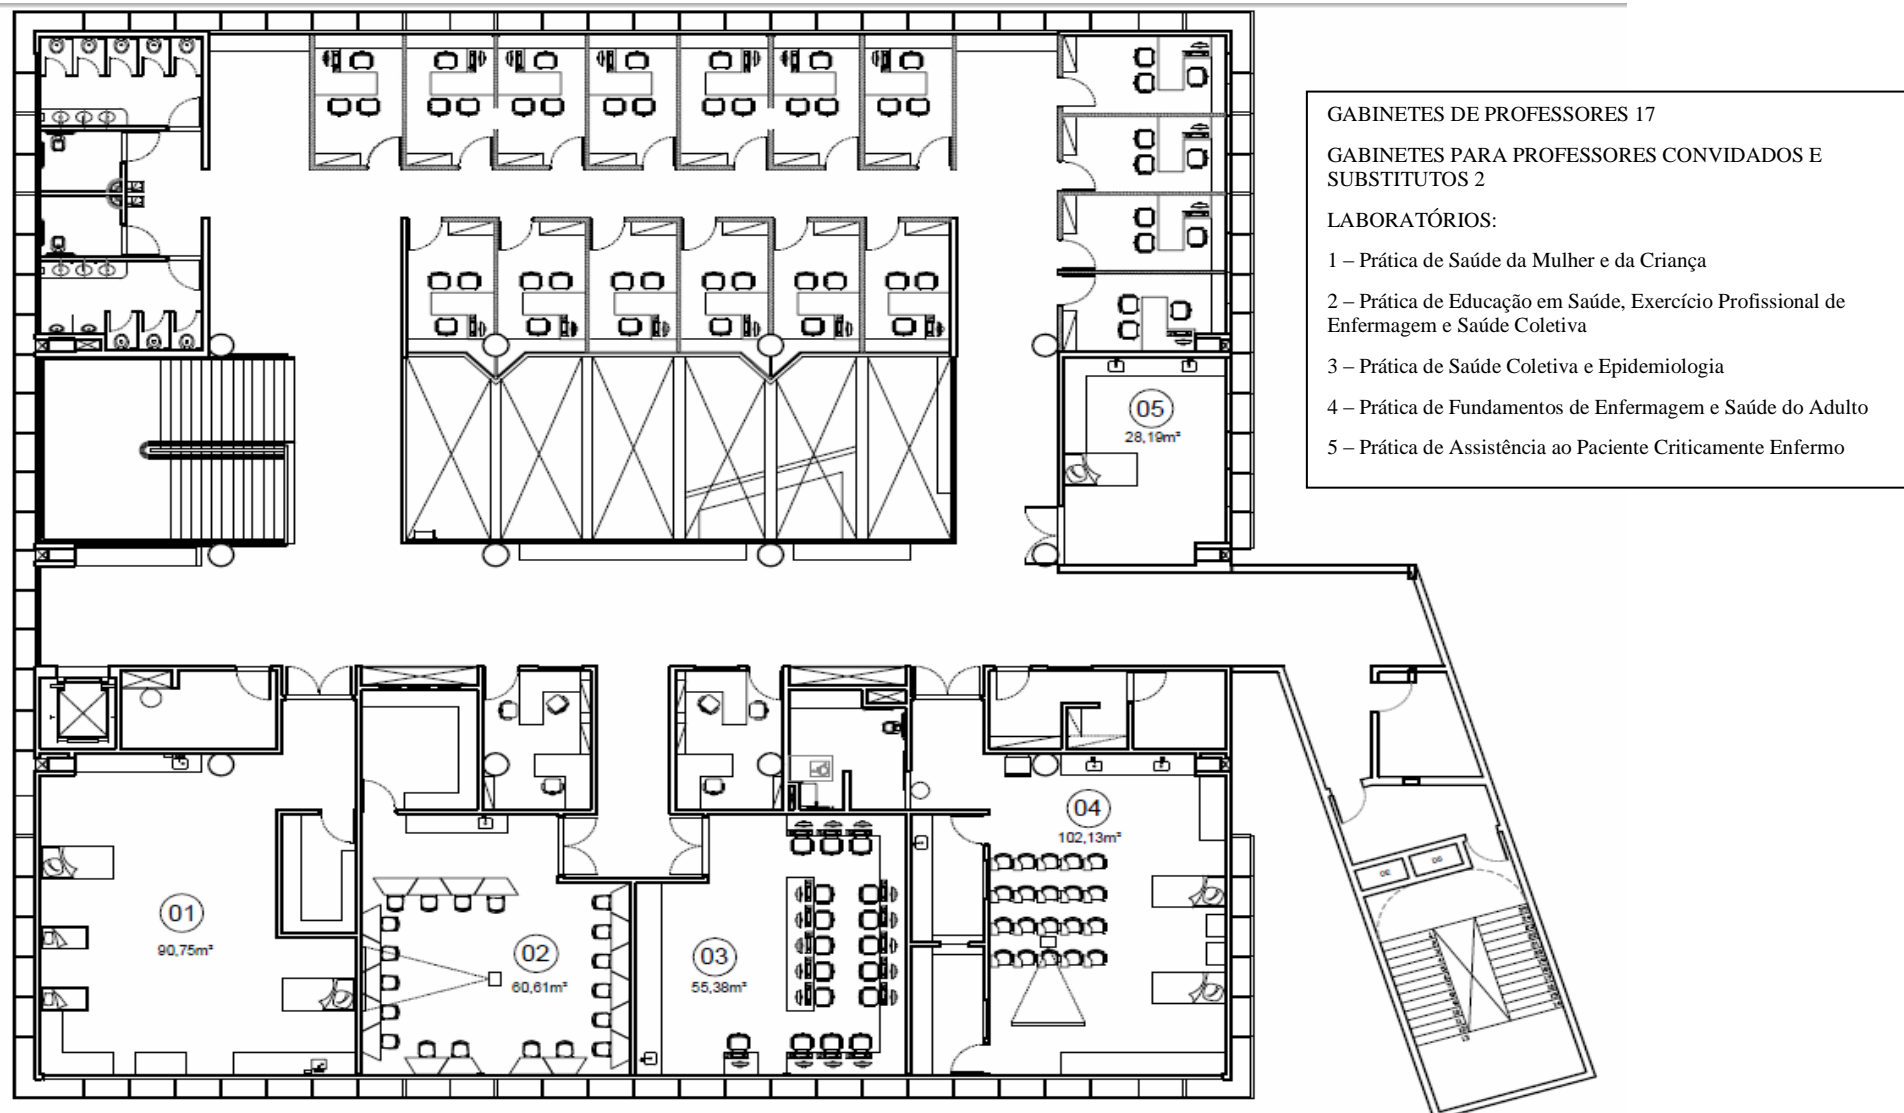 GABINETES DE PROFESSORES 17
GABINETES PARA PROFESSORES CONVIDADOS E
SUBSTITUTOS 2
LABORATÓRIOS:
1 – Prática de Saúde da Mulher e da Criança
2 – Prática de Educação em Saúde, Exercício Profissional de
Enfermagem e Saúde Coletiva
3 – Prática de Saúde Coletiva e Epidemiologia
4 – Prática de Fundamentos de Enfermagem e Saúde do Adulto
5 – Prática de Assistência ao Paciente Criticamente Enfermo
05
28,19m²
04
102,13m²
01
90,75m²
02
60,61m²
03
55,38m²